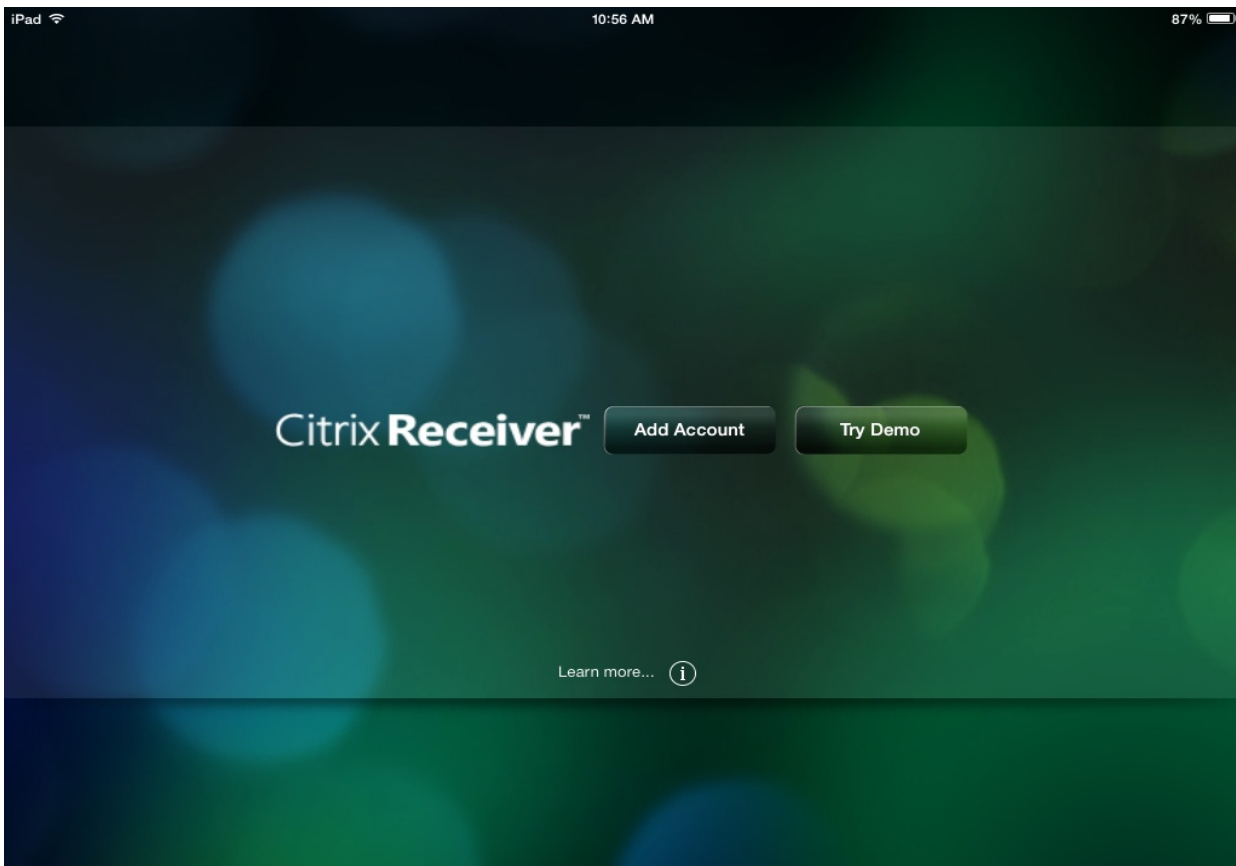 iPad 10:56 AM 87%
Citrix Receiver™ Add Account Try Demo
Learn more... i